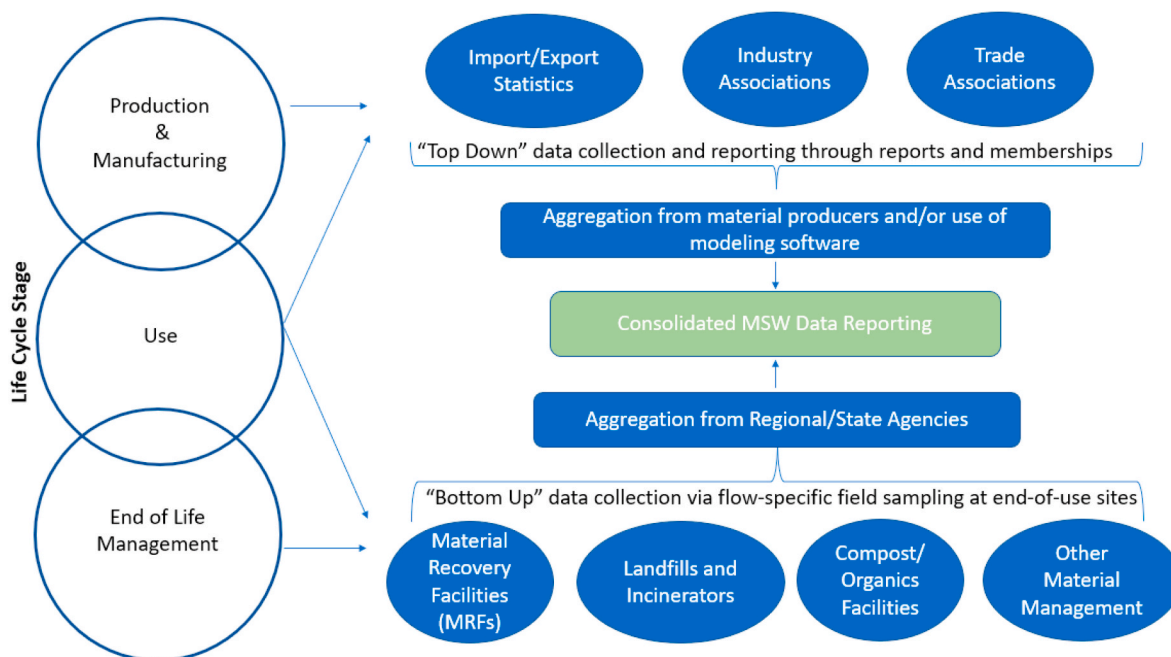 Life Cycle Stage
Production
&
Manufacturing
Use
End of Life
Management
Import/Export
Statistics
Industry
Associations
Trade
Associations
“Top Down” data collection and reporting through reports and memberships
Aggregation from material producers and/or use of
modeling software
Consolidated MSW Data Reporting
Aggregation from Regional/State Agencies
“Bottom Up” data collection via flow-specific field sampling at end-of-use sites
Material
Recovery
Facilities
(MRFs)
Landfills and
Incinerators
Compost/
Organics
Facilities
Other
Material
Management